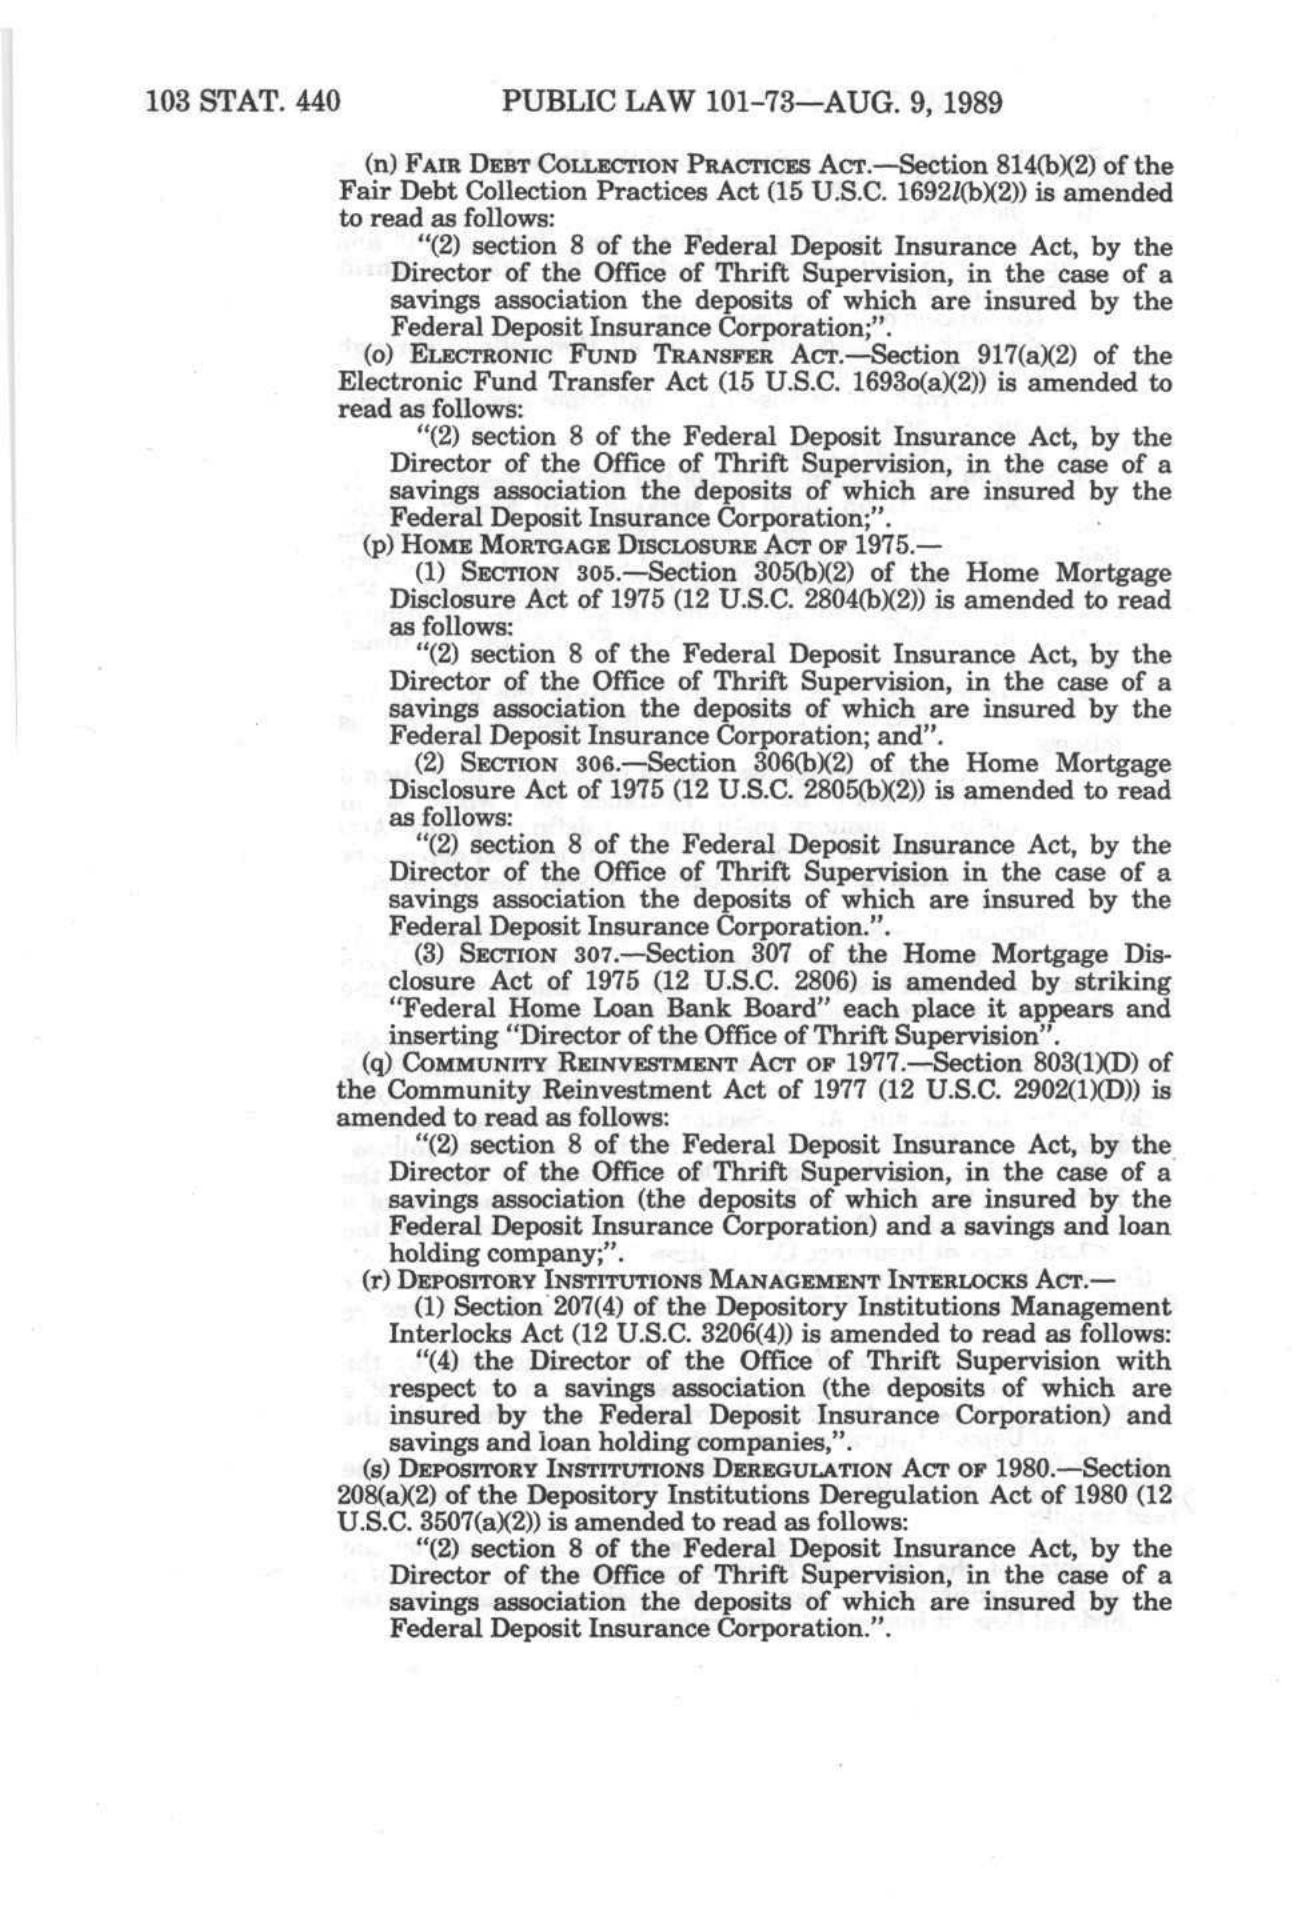 103 STAT. 440 PUBLIC LAW 101-73—AUG. 9, 1989
(n) FAIR DEBT COLLECTION PRACTICES ACT.—Section 814(b)(2) of the
Fair Debt Collection Practices Act (15 U.S.C. 1692l(b)(2)) is amended
to read as follows:
“(2) section 8 of the Federal Deposit Insurance Act, by the
Director of the Office of Thrift Supervision, in the case of a
savings association the deposits of which are insured by the
Federal Deposit Insurance Corporation;”.
(o) ELECTRONIC FUND TRANSFER ACT.—Section 917(a)(2) of the
Electronic Fund Transfer Act (15 U.S.C. 1693o(a)(2)) is amended to
read as follows:
“(2) section 8 of the Federal Deposit Insurance Act, by the
Director of the Office of Thrift Supervision, in the case of a
savings association the deposits of which are insured by the
Federal Deposit Insurance Corporation;”.
(p) HOME MORTGAGE DISCLOSURE ACT OF 1975.—
(1) SECTION 305.—Section 305(b)(2) of the Home Mortgage
Disclosure Act of 1975 (12 U.S.C. 2804(b)(2)) is amended to read
as follows:
“(2) section 8 of the Federal Deposit Insurance Act, by the
Director of the Office of Thrift Supervision, in the case of a
savings association the deposits of which are insured by the
Federal Deposit Insurance Corporation; and”.
(2) SECTION 306.—Section 306(b)(2) of the Home Mortgage
Disclosure Act of 1975 (12 U.S.C. 2805(b)(2)) is amended to read
as follows:
“(2) section 8 of the Federal Deposit Insurance Act, by the
Director of the Office of Thrift Supervision in the case of a
savings association the deposits of which are insured by the
Federal Deposit Insurance Corporation.”.
(3) SECTION 307.—Section 307 of the Home Mortgage Dis-
closure Act of 1975 (12 U.S.C. 2806) is amended by striking
“Federal Home Loan Bank Board” each place it appears and
inserting “Director of the Office of Thrift Supervision”.
(q) COMMUNITY REINVESTMENT ACT OF 1977.—Section 803(1)(D) of
the Community Reinvestment Act of 1977 (12 U.S.C. 2902(1)(D)) is
amended to read as follows:
“(2) section 8 of the Federal Deposit Insurance Act, by the
Director of the Office of Thrift Supervision, in the case of a
savings association (the deposits of which are insured by the
Federal Deposit Insurance Corporation) and a savings and loan
holding company;”.
(r) DEPOSITORY INSTITUTIONS MANAGEMENT INTERLOCKS ACT.—
(1) Section 207(4) of the Depository Institutions Management
Interlocks Act (12 U.S.C. 3206(4)) is amended to read as follows:
“(4) the Director of the Office of Thrift Supervision with
respect to a savings association (the deposits of which are
insured by the Federal Deposit Insurance Corporation) and
savings and loan holding companies,”.
(s) DEPOSITORY INSTITUTIONS DEREGULATION ACT OF 1980.—Section
208(a)(2) of the Depository Institutions Deregulation Act of 1980 (12
U.S.C. 3507(a)(2)) is amended to read as follows:
“(2) section 8 of the Federal Deposit Insurance Act, by the
Director of the Office of Thrift Supervision, in the case of a
savings association the deposits of which are insured by the
Federal Deposit Insurance Corporation.”.